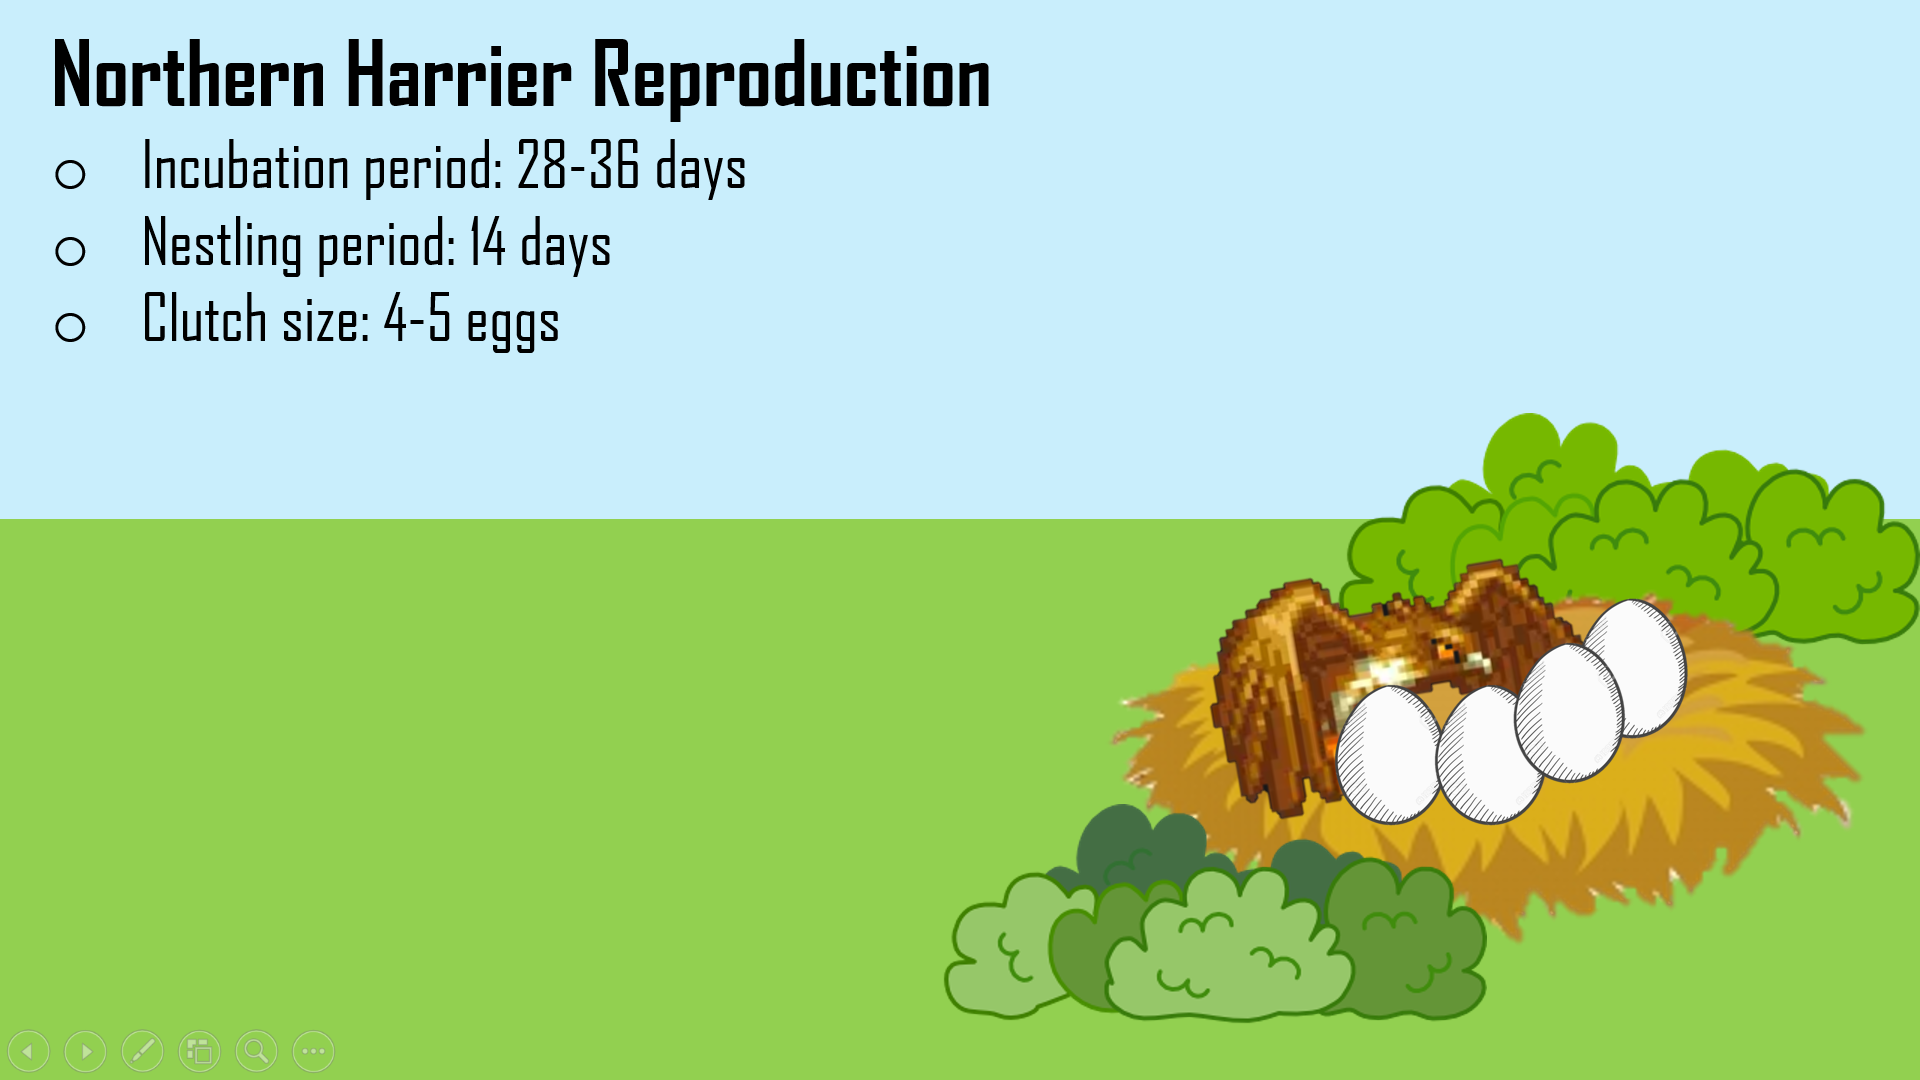 Northern Harrier Reproduction
o Incubation period: 28-36 days
o Nestling period: 14 days
o Clutch size: 4-5 eggs